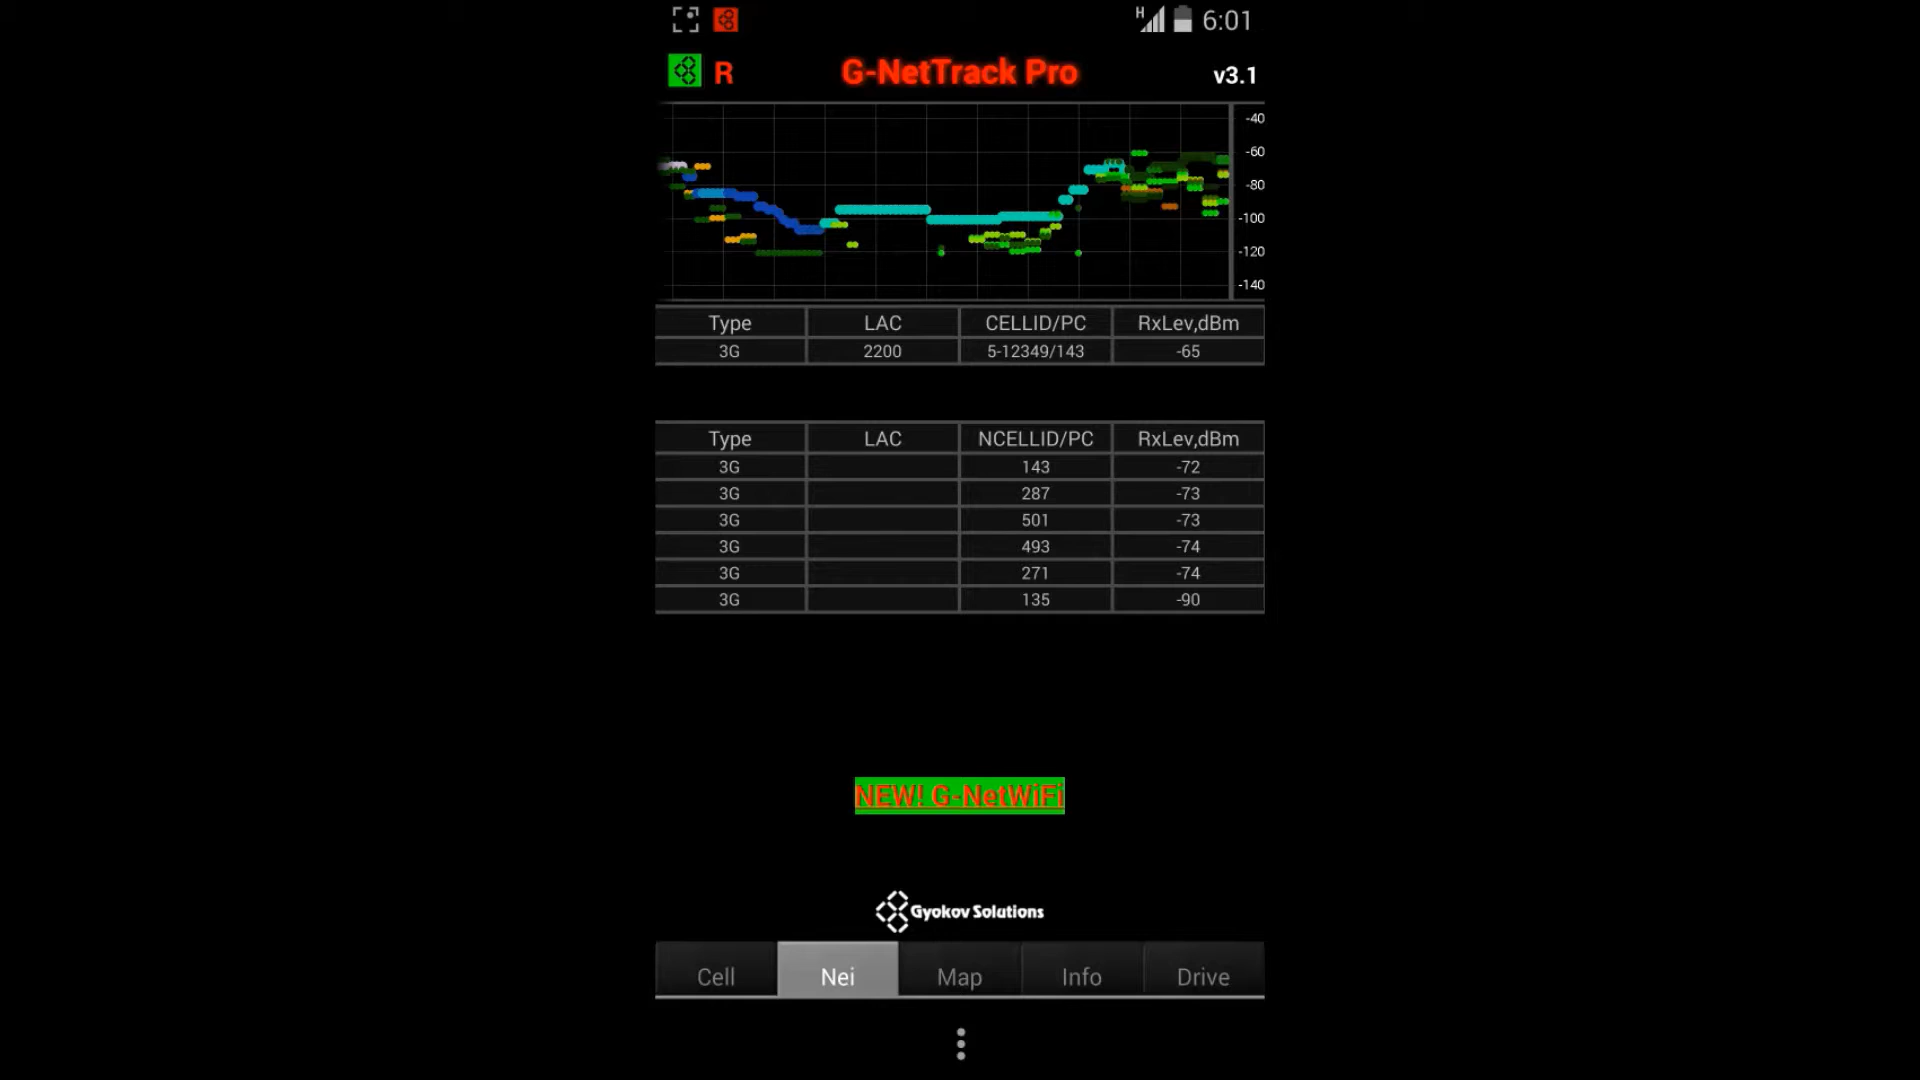 H 6:01
R G-NetTrack Pro v3.1
-40
-60
-80
-100
-120
-140
Type LAC CELLID/PC RxLev,dBm
3G 2200 5-12349/143 -65
Type LAC NCELLID/PC RxLev,dBm
3G 143 -72
3G 287 -73
3G 501 -73
3G 493 -74
3G 271 -74
3G 135 -90
NEW! G-NetWiFi
Gyokov Solutions
Cell Nei Map Info Drive